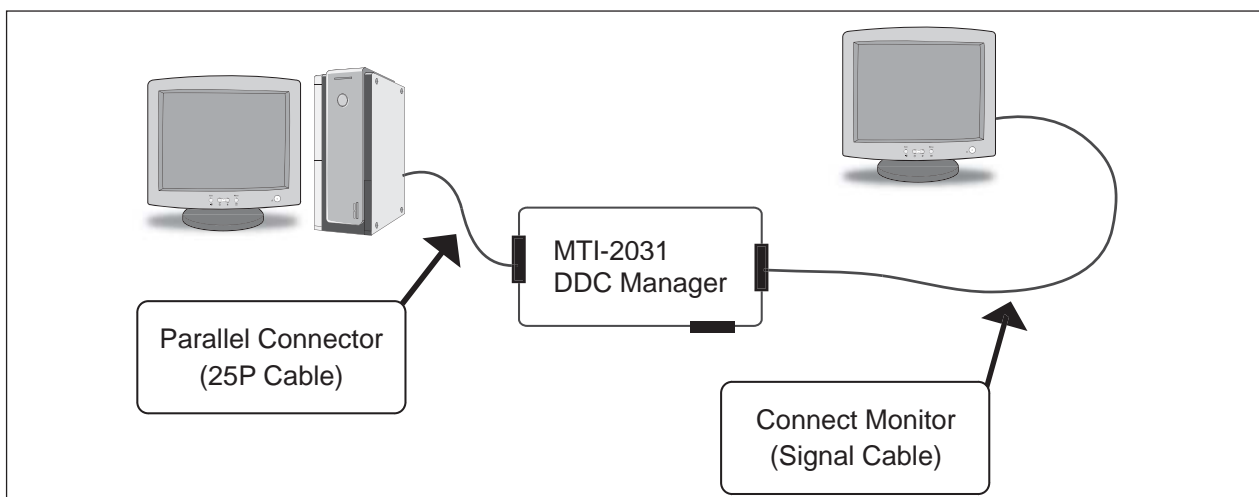 MTI-2031
DDC Manager
Parallel Connector
(25P Cable)
Connect Monitor
(Signal Cable)